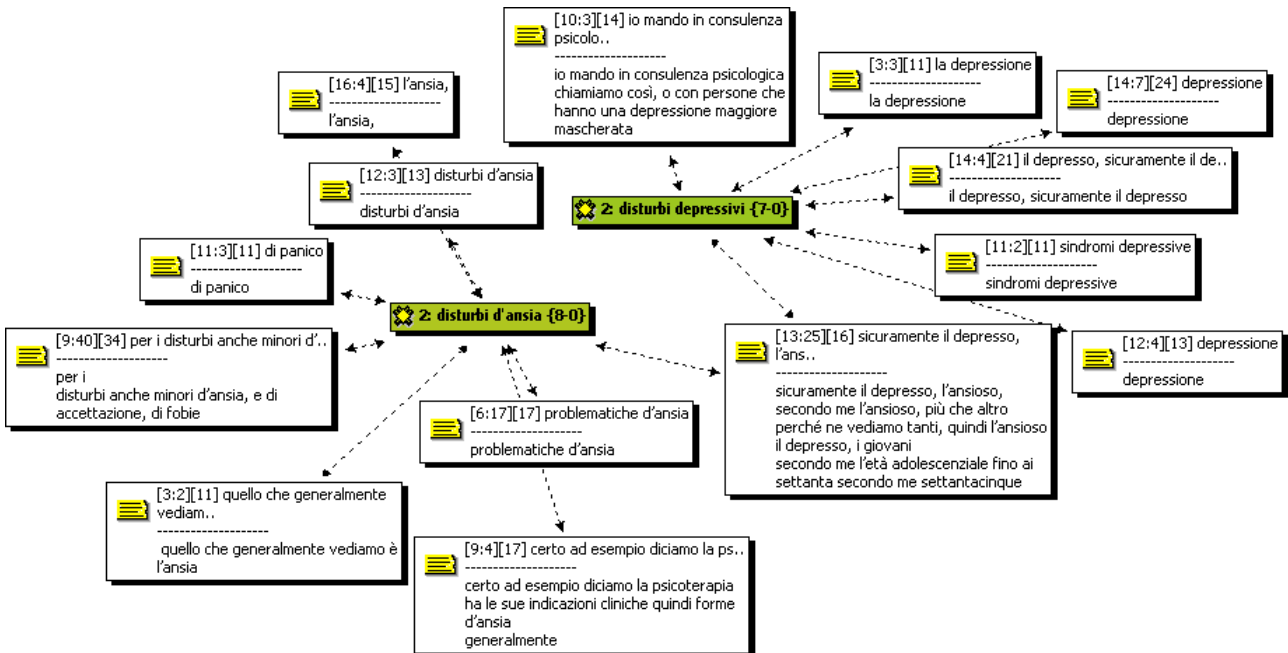 [10:3][14] io mando in consulenza
psicolo..
--------------------
io mando in consulenza psicologica
chiamiamo così, o con persone che
hanno una depressione maggiore
mascherata
[3:3][11] la depressione
--------------------
la depressione
[14:7][24] depressione
--------------------
depressione
[16:4][15] l'ansia,
--------------------
l'ansia,
[14:4][21] il depresso, sicuramente il de..
--------------------
il depresso, sicuramente il depresso
[12:3][13] disturbi d'ansia
--------------------
disturbi d'ansia
2: disturbi depressivi {7-0}
[11:2][11] sindromi depressive
--------------------
sindromi depressive
[11:3][11] di panico
--------------------
di panico
2: disturbi d'ansia {8-0}
[9:40][34] per i disturbi anche minori d'..
--------------------
per i
disturbi anche minori d'ansia, e di
accettazione, di fobie
[13:25][16] sicuramente il depresso,
l'ans..
--------------------
sicuramente il depresso, l'ansioso,
secondo me l'ansioso, più che altro
perché ne vediamo tanti, quindi l'ansioso
il depresso, i giovani
secondo me l'età adolescenziale fino ai
settanta secondo me settantacinque
[12:4][13] depressione
--------------------
depressione
[6:17][17] problematiche d'ansia
--------------------
problematiche d'ansia
[3:2][11] quello che generalmente
vediam..
--------------------
quello che generalmente vediamo è
l'ansia
[9:4][17] certo ad esempio diciamo la ps..
--------------------
certo ad esempio diciamo la psicoterapia
ha le sue indicazioni cliniche quindi forme
d'ansia
generalmente